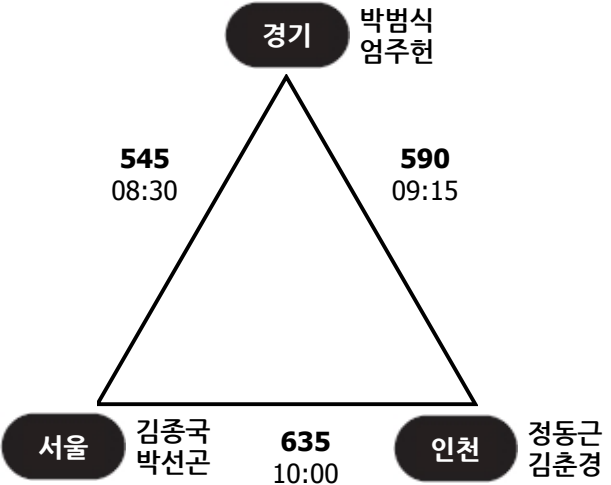 경기
박범식
엄주헌
545
08:30
590
09:15
서울
김종국
박선곤
635
10:00
인천
정동근
김춘경